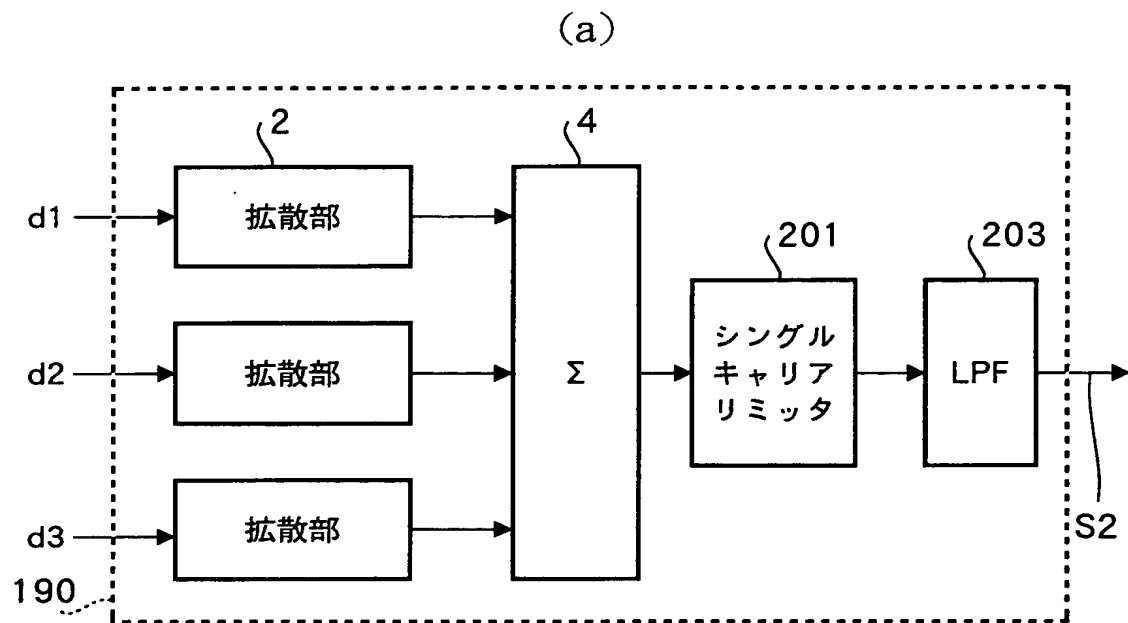 (a)
2
4
d1
拡散部
201
203
d2
拡散部
Σ
シングル
キャリア
リミッタ
LPF
d3
拡散部
S2
190